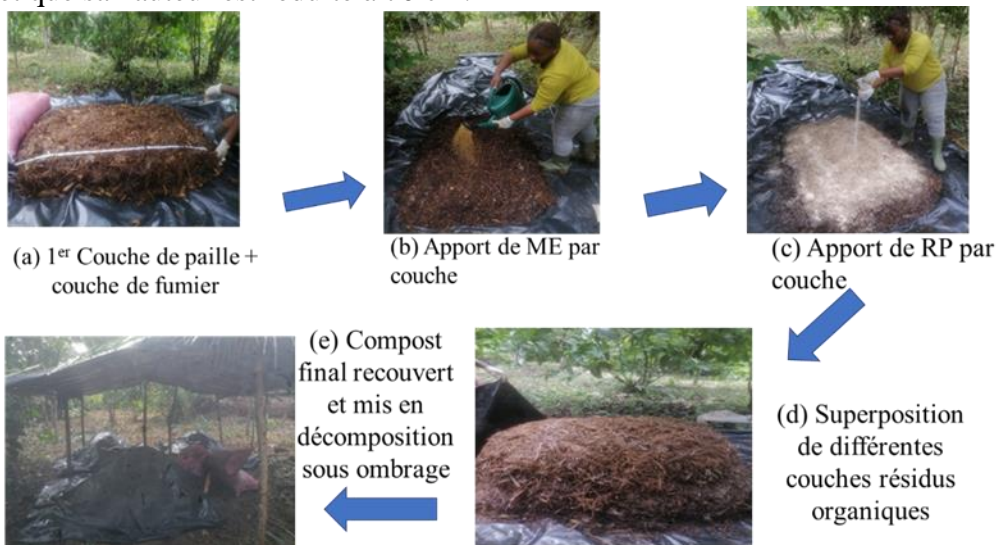 (a) 1er Couche de paille +
couche de fumier
(b) Apport de ME par
couche
(c) Apport de RP par
couche
(d) Superposition
de différentes
couches résidus
organiques
(e) Compost
final recouvert
et mis en
décomposition
sous ombrage